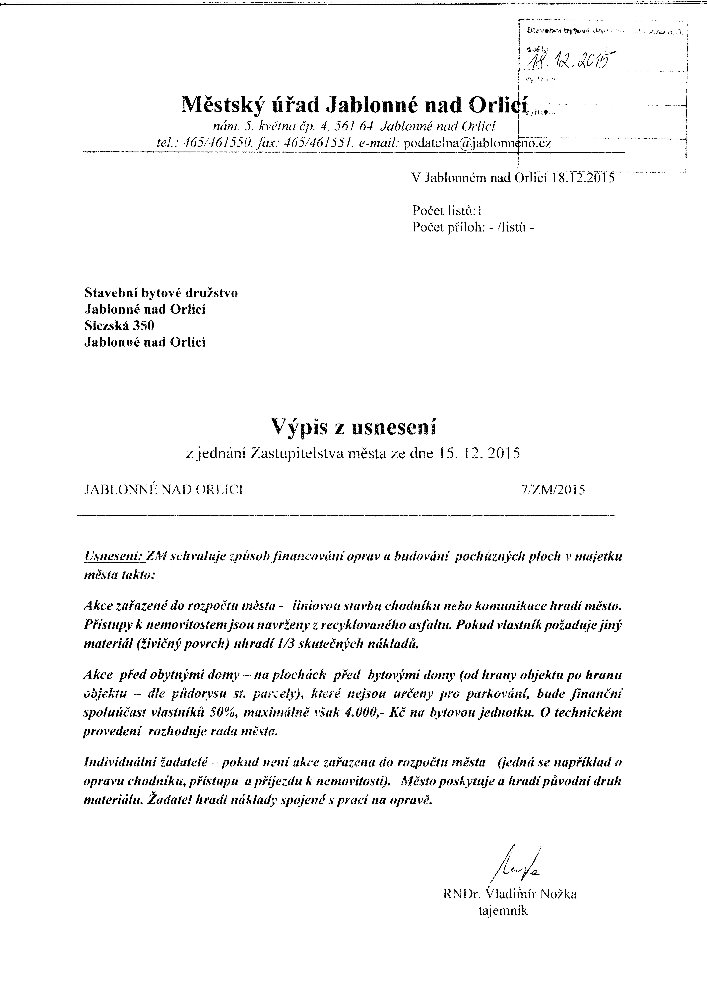 18.12.2015
Městský úřad Jablonné nad Orlicí
nám. 5. května čp. 4, 561 64 Jablonné nad Orlicí
tel.: 465/461550, fax: 465/461551, e-mail: podatelna@jablonneno.cz
V Jablonném nad Orlicí 18.12.2015
Počet listů:1
Počet příloh: - /listů -
Stavební bytové družstvo
Jablonné nad Orlicí
Slezská 350
Jablonné nad Orlicí
Výpis z usnesení
z jednání Zastupitelstva města ze dne 15. 12. 2015
JABLONNÉ NAD ORLICÍ 7/ZM/2015
Usnesení: ZM schvaluje způsob financování oprav a budování pochůzných ploch v majetku
města takto:
Akce zařazené do rozpočtu města - liniovou stavbu chodníku nebo komunikace hradí město.
Přístupy k nemovitostem jsou navrženy z recyklovaného asfaltu. Pokud vlastník požaduje jiný
materiál (živičný povrch) uhradí 1/3 skutečných nákladů.
Akce před obytnými domy – na plochách před bytovými domy (od hrany objektu po hranu
objektu – dle půdorysu st. parcely), které nejsou určeny pro parkování, bude finanční
spoluúčast vlastníků 50%, maximálně však 4.000,- Kč na bytovou jednotku. O technickém
provedení rozhoduje rada města.
Individuální žadatelé – pokud není akce zařazena do rozpočtu města (jedná se například o
opravu chodníku, přístupu a příjezdu k nemovitosti). Město poskytuje a hradí původní druh
materiálu. Žadatel hradí náklady spojené s prací na opravě.
RNDr. Vladimír Nožka
tajemník